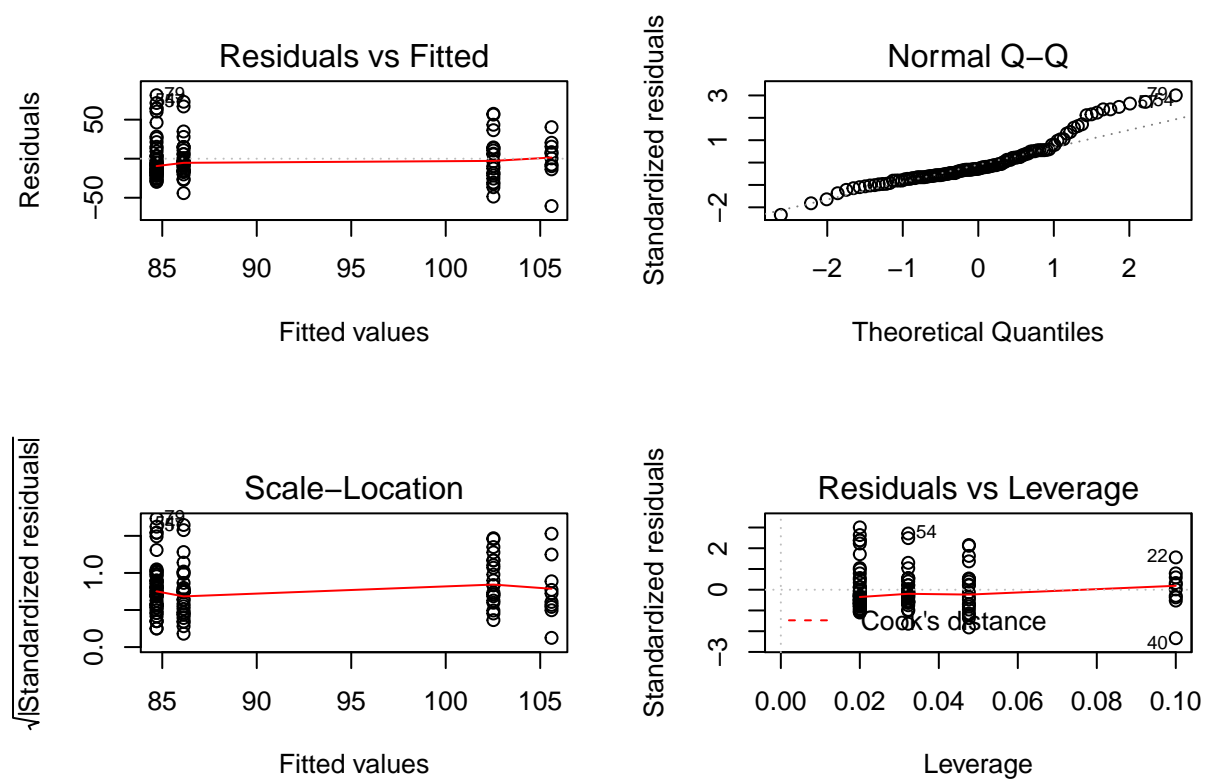 Residuals vs Fitted
Residuals
50
−50
79
85 90 95 100 105
Fitted values
Normal Q−Q
Standardized residuals
3
1
−2
79
54
−2 −1 0 1 2
Theoretical Quantiles
Scale−Location
√|Standardized residuals|
1.0
0.0
79
85 90 95 100 105
Fitted values
Residuals vs Leverage
Standardized residuals
2
0
−3
54
22
40
Cook's distance
0.00 0.02 0.04 0.06 0.08 0.10
Leverage